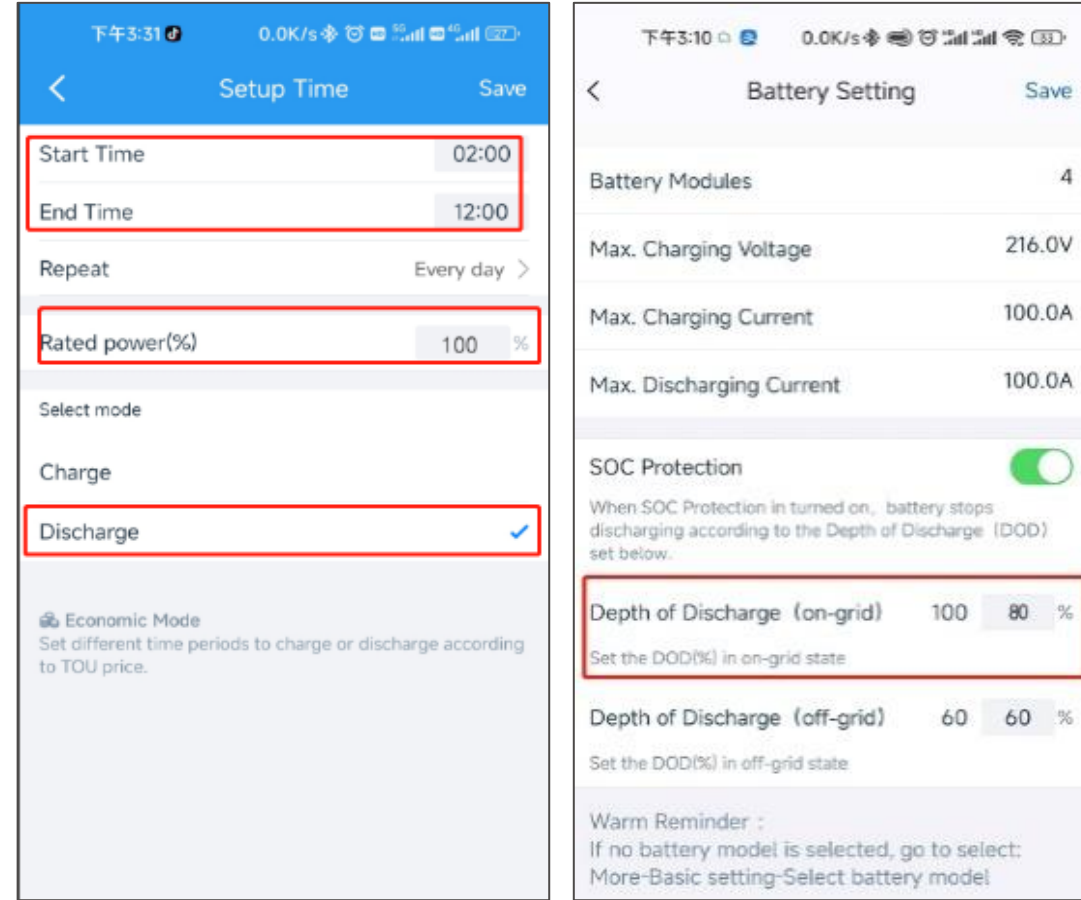 下午3:31 0.0K/s 5G 4G 27
Setup Time Save
Start Time 02:00
End Time 12:00
Repeat Every day
Rated power(%) 100 %
Select mode
Charge
Discharge
Economic Mode
Set different time periods to charge or discharge according
to TOU price.
下午3:10 0.0K/s 33
Battery Setting Save
Battery Modules 4
Max. Charging Voltage 216.0V
Max. Charging Current 100.0A
Max. Discharging Current 100.0A
SOC Protection
When SOC Protection in turned on, battery stops
discharging according to the Depth of Discharge (DOD)
set below.
Depth of Discharge (on-grid) 100 80 %
Set the DOD(%) in on-grid state
Depth of Discharge (off-grid) 60 60 %
Set the DOD(%) in off-grid state
Warm Reminder :
If no battery model is selected, go to select:
More-Basic setting-Select battery model